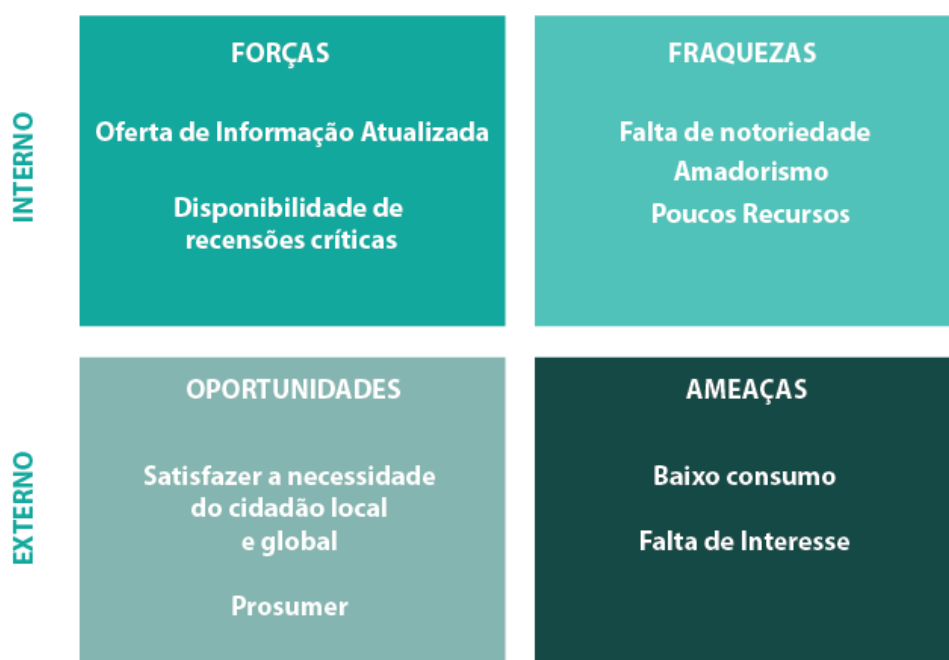 INTERNO
FORÇAS
Oferta de Informação Atualizada
Disponibilidade de
recensões críticas
FRAQUEZAS
Falta de notoriedade
Amadorismo
Poucos Recursos
EXTERNO
OPORTUNIDADES
Satisfazer a necessidade
do cidadão local
e global
Prosumer
AMEAÇAS
Baixo consumo
Falta de Interesse